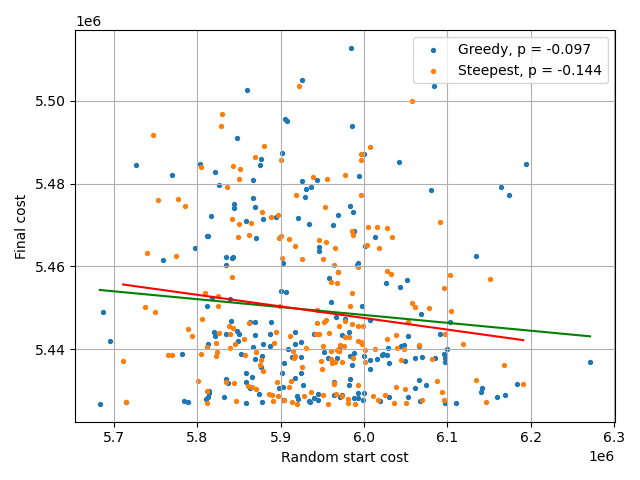 1e6
Greedy, p = -0.097
Steepest, p = -0.144
5.50
5.48
5.46
5.44
Final cost
5.7 5.8 5.9 6.0 6.1 6.2 6.3
Random start cost
1e6